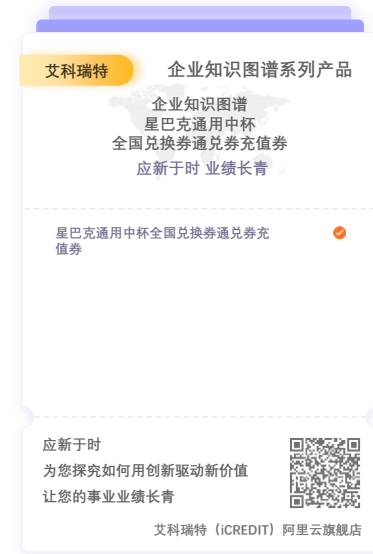 艾科瑞特
企业知识图谱系列产品
企业知识图谱
星巴克通用中杯
全国兑换券通兑券充值券
应新于时 业绩长青
星巴克通用中杯全国兑换券通兑券充
值券
应新于时
为您探究如何用创新驱动新价值
让您的事业业绩长青
艾科瑞特（iCREDIT）阿里云旗舰店